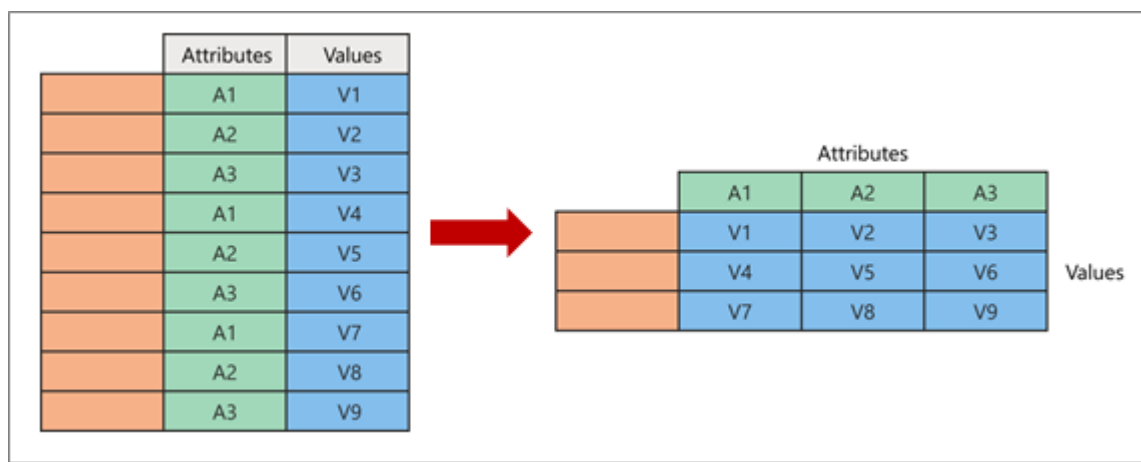 Attributes Values
A1 V1
A2 V2
A3 V3
A1 V4
A2 V5
A3 V6
A1 V7
A2 V8
A3 V9
Attributes
A1 A2 A3
V1 V2 V3
V4 V5 V6 Values
V7 V8 V9